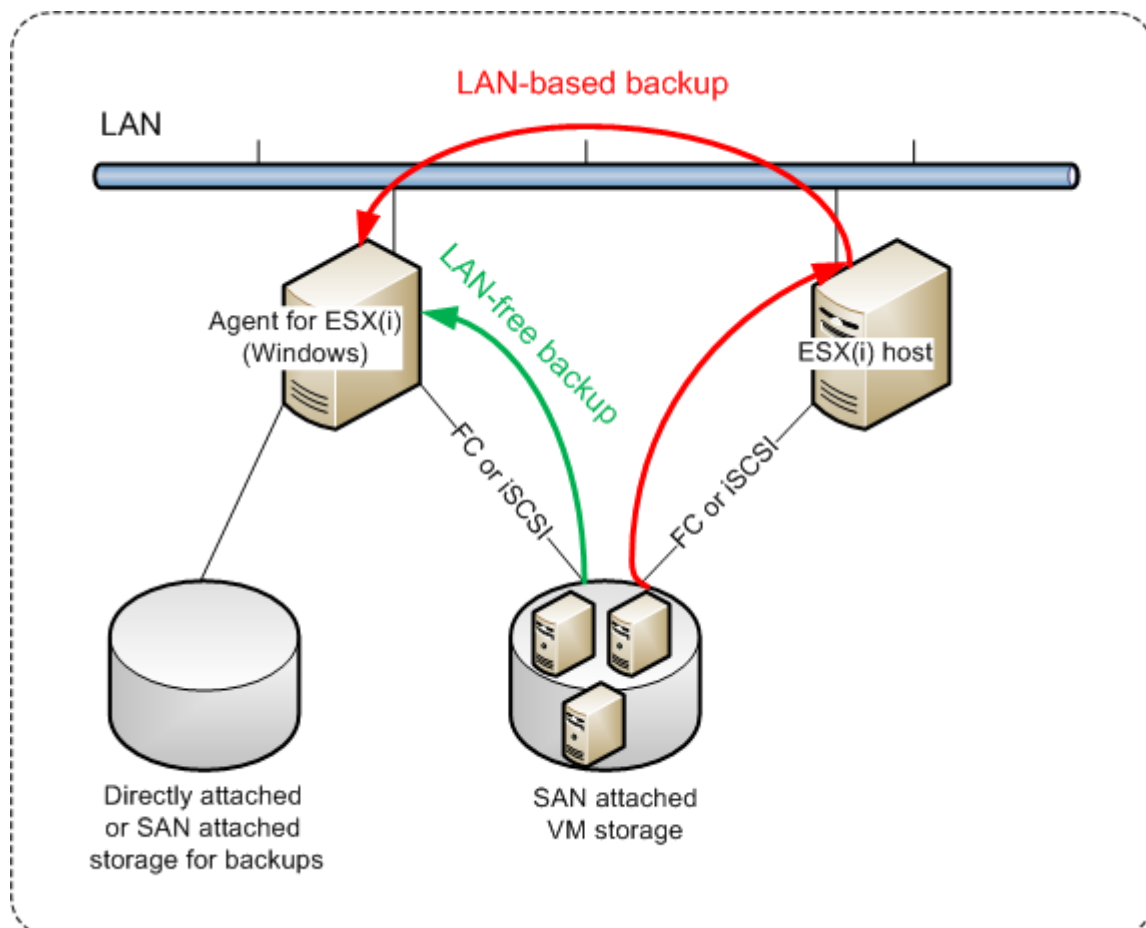 LAN-based backup
LAN
LAN-free backup
Agent for ESX(i)
(Windows)
ESX(i) host
FC or iSCSI
FC or iSCSI
Directly attached
or SAN attached
storage for backups
SAN attached
VM storage